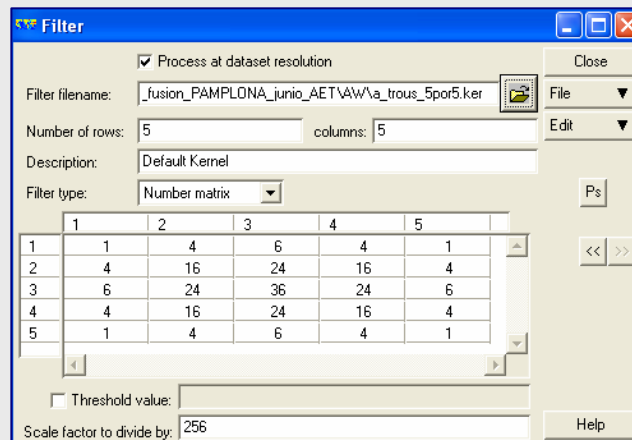 Filter
Process at dataset resolution
Close
Filter filename: _fusion_PAMPLONA_junio_AET\AW\a_trous_5por5.ker
File
Number of rows: 5 columns: 5
Edit
Description: Default Kernel
Filter type: Number matrix
Ps
1 2 3 4 5
1 1 4 6 4 1
2 4 16 24 16 4
<< >>
3 6 24 36 24 6
4 4 16 24 16 4
5 1 4 6 4 1
Threshold value:
Scale factor to divide by: 256
Help